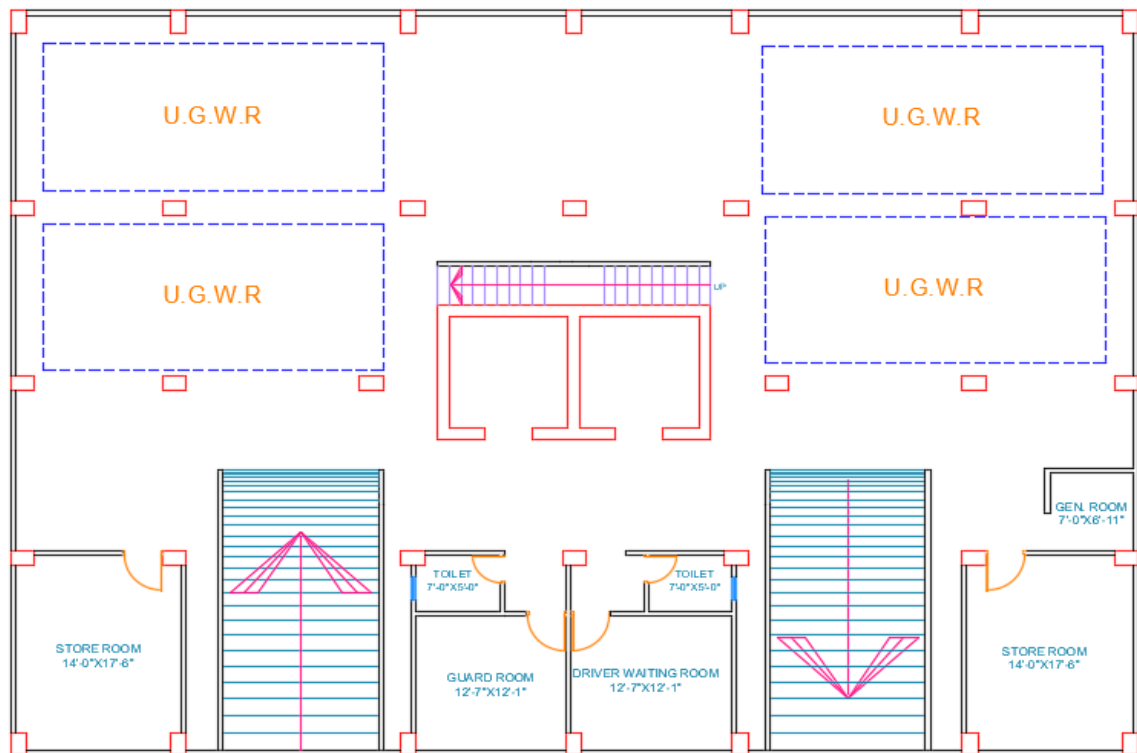 U.G.W.R
U.G.W.R
U.G.W.R
U.G.W.R
UP
GEN. ROOM
7'-0"X6'-11"
TOILET
7'-0"X5'-0"
TOILET
7'-0"X5'-0"
STORE ROOM
14'-0"X17'-6"
GUARD ROOM
12'-7"X12'-1"
DRIVER WAITING ROOM
12'-7"X12'-1"
STORE ROOM
14'-0"X17'-6"